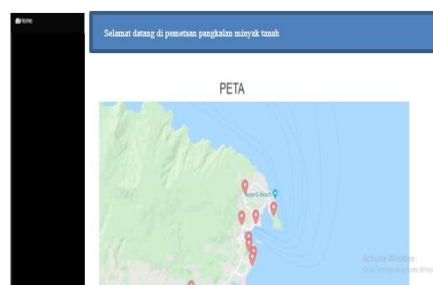 Home
Selamat datang di pemetaan pangkalan minyak tanah
PETA
Activate Windows